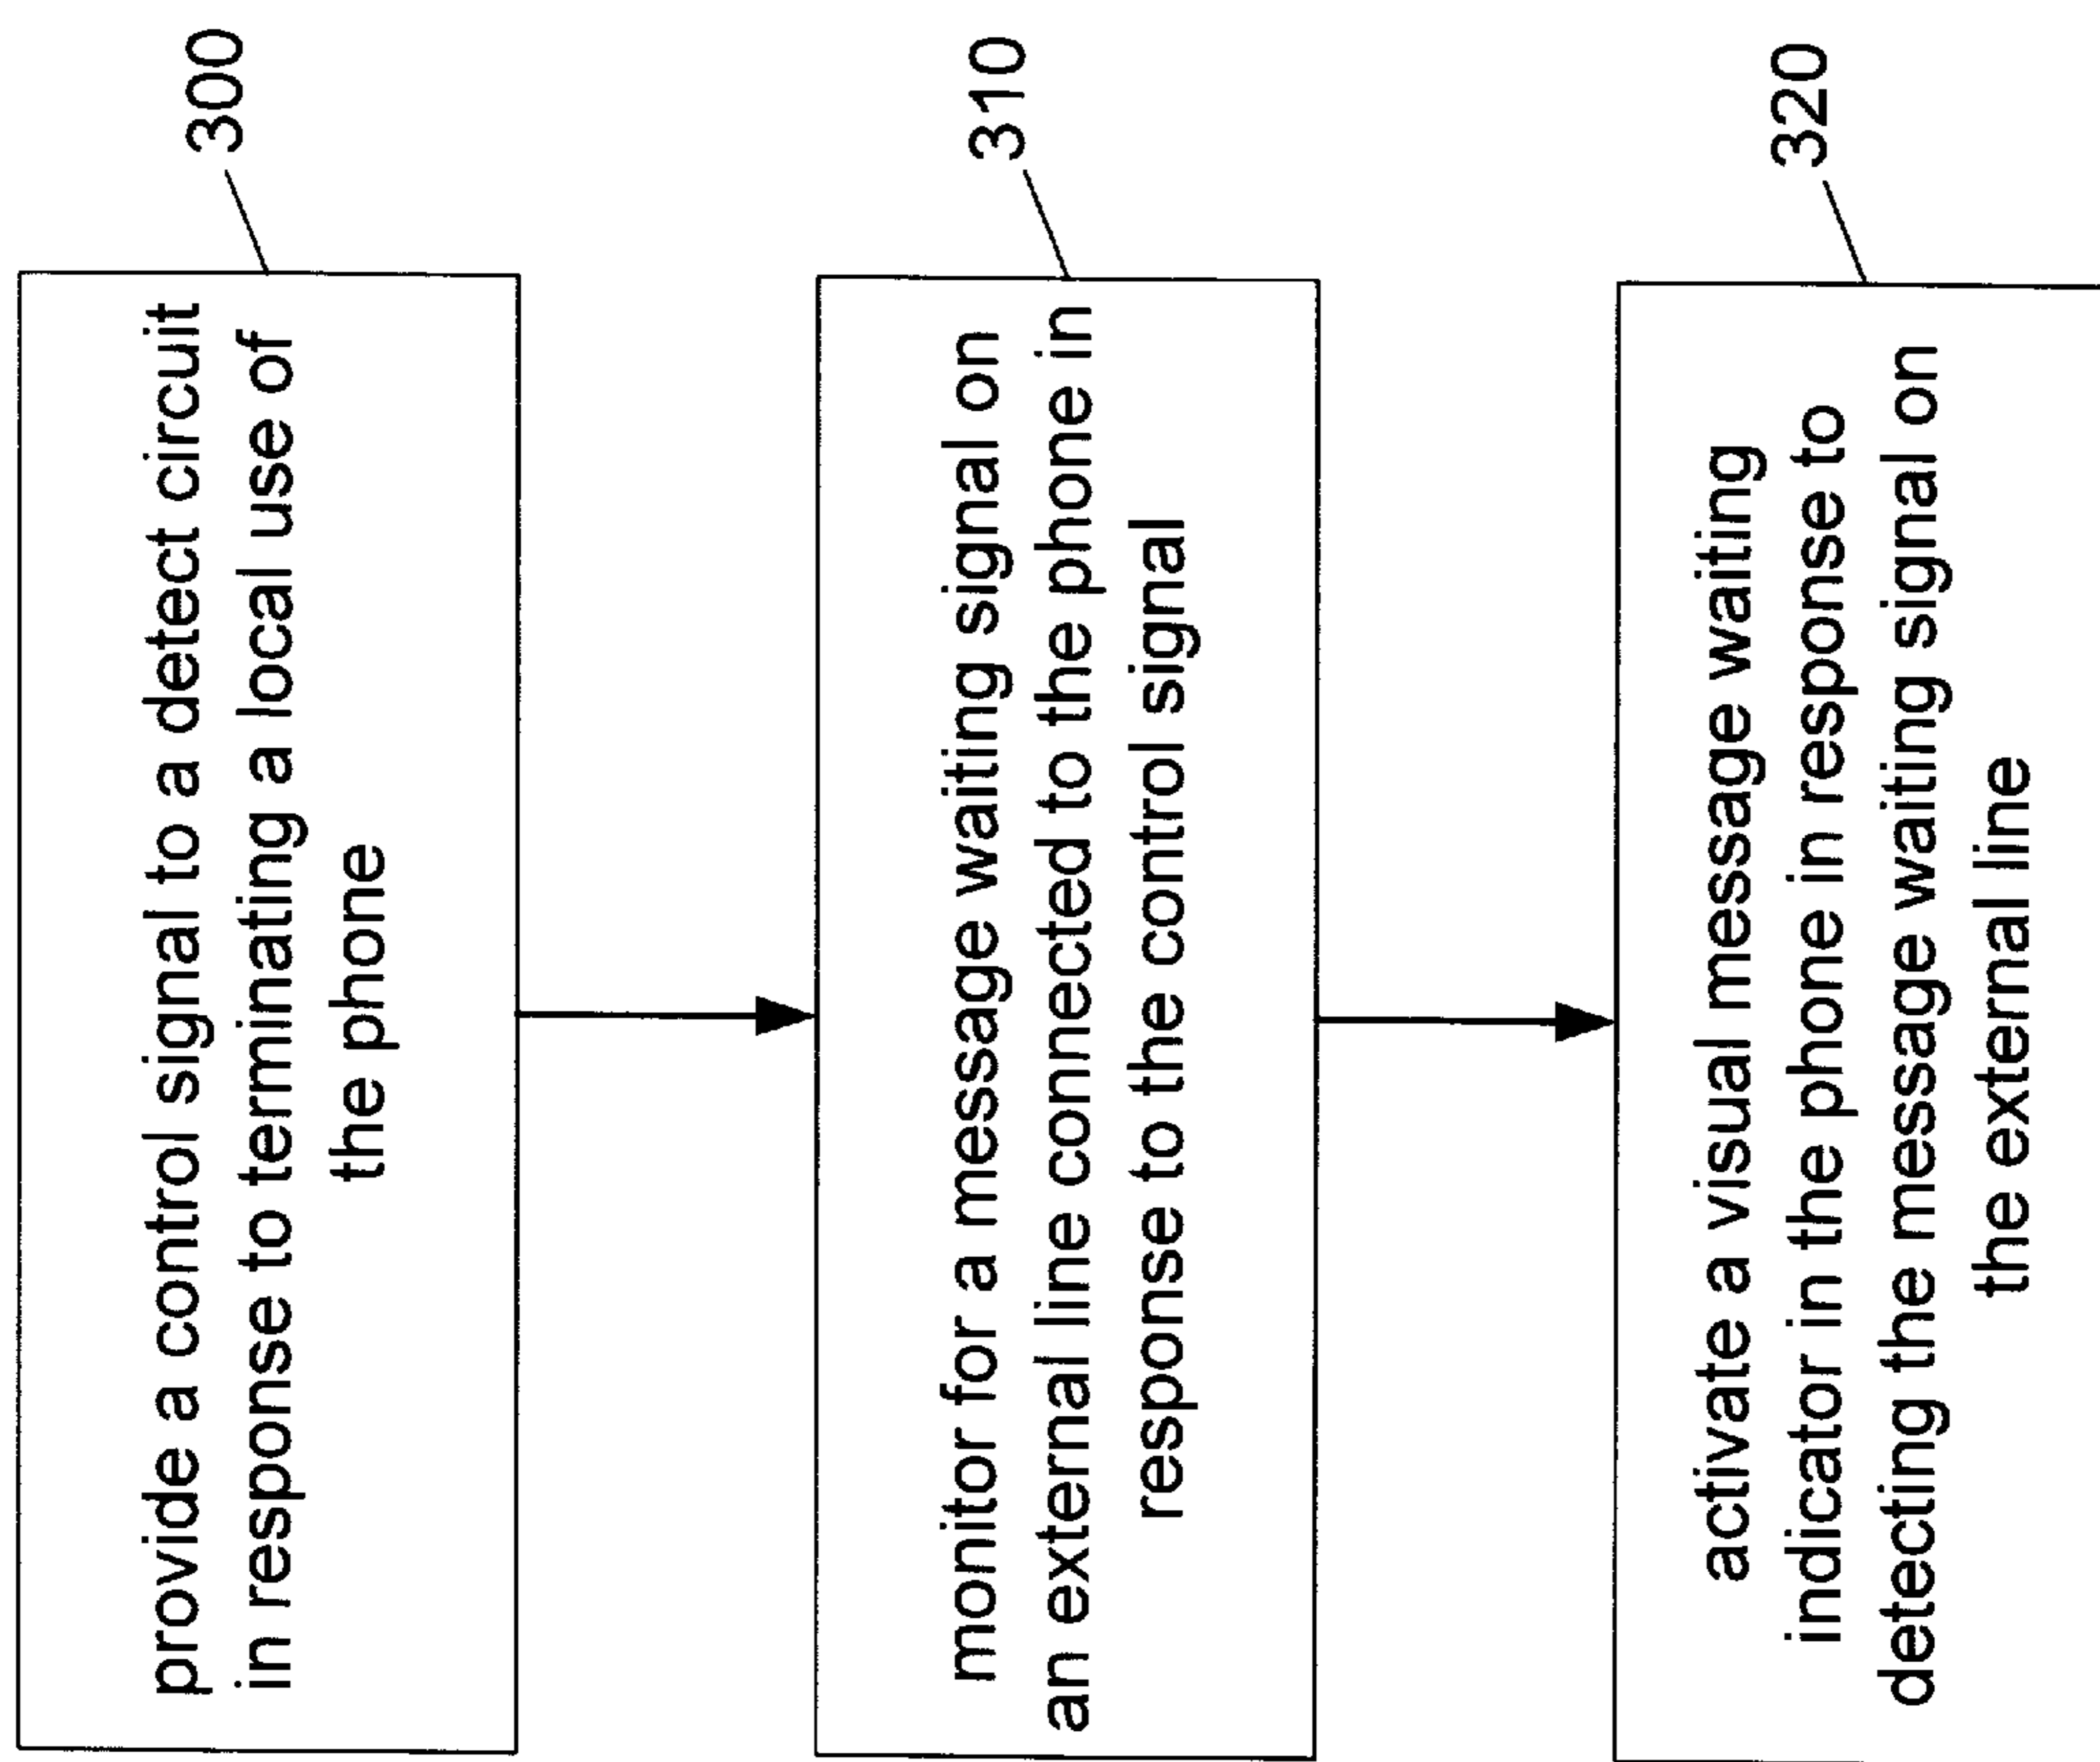 provide a control signal to a detect circuit
in response to terminating a local use of
the phone
300
monitor for a message waiting signal on
an external line connected to the phone in
response to the control signal
310
activate a visual message waiting
indicator in the phone in response to
detecting the message waiting signal on
the external line
320